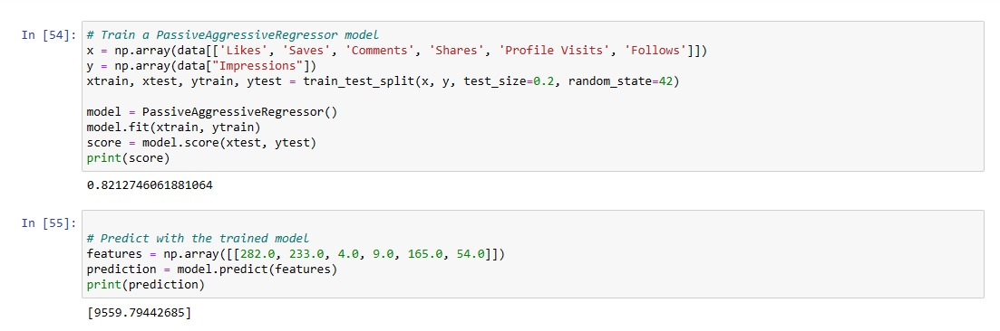 In [54]: # Train a PassiveAggressiveRegressor model
x = np.array(data[['Likes', 'Saves', 'Comments', 'Shares', 'Profile Visits', 'Follows']])
y = np.array(data["Impressions"])
xtrain, xtest, ytrain, ytest = train_test_split(x, y, test_size=0.2, random_state=42)
model = PassiveAggressiveRegressor()
model.fit(xtrain, ytrain)
score = model.score(xtest, ytest)
print(score)
0.8212746061881064
In [55]:
# Predict with the trained model
features = np.array([[282.0, 233.0, 4.0, 9.0, 165.0, 54.0]])
prediction = model.predict(features)
print(prediction)
[9559.79442685]